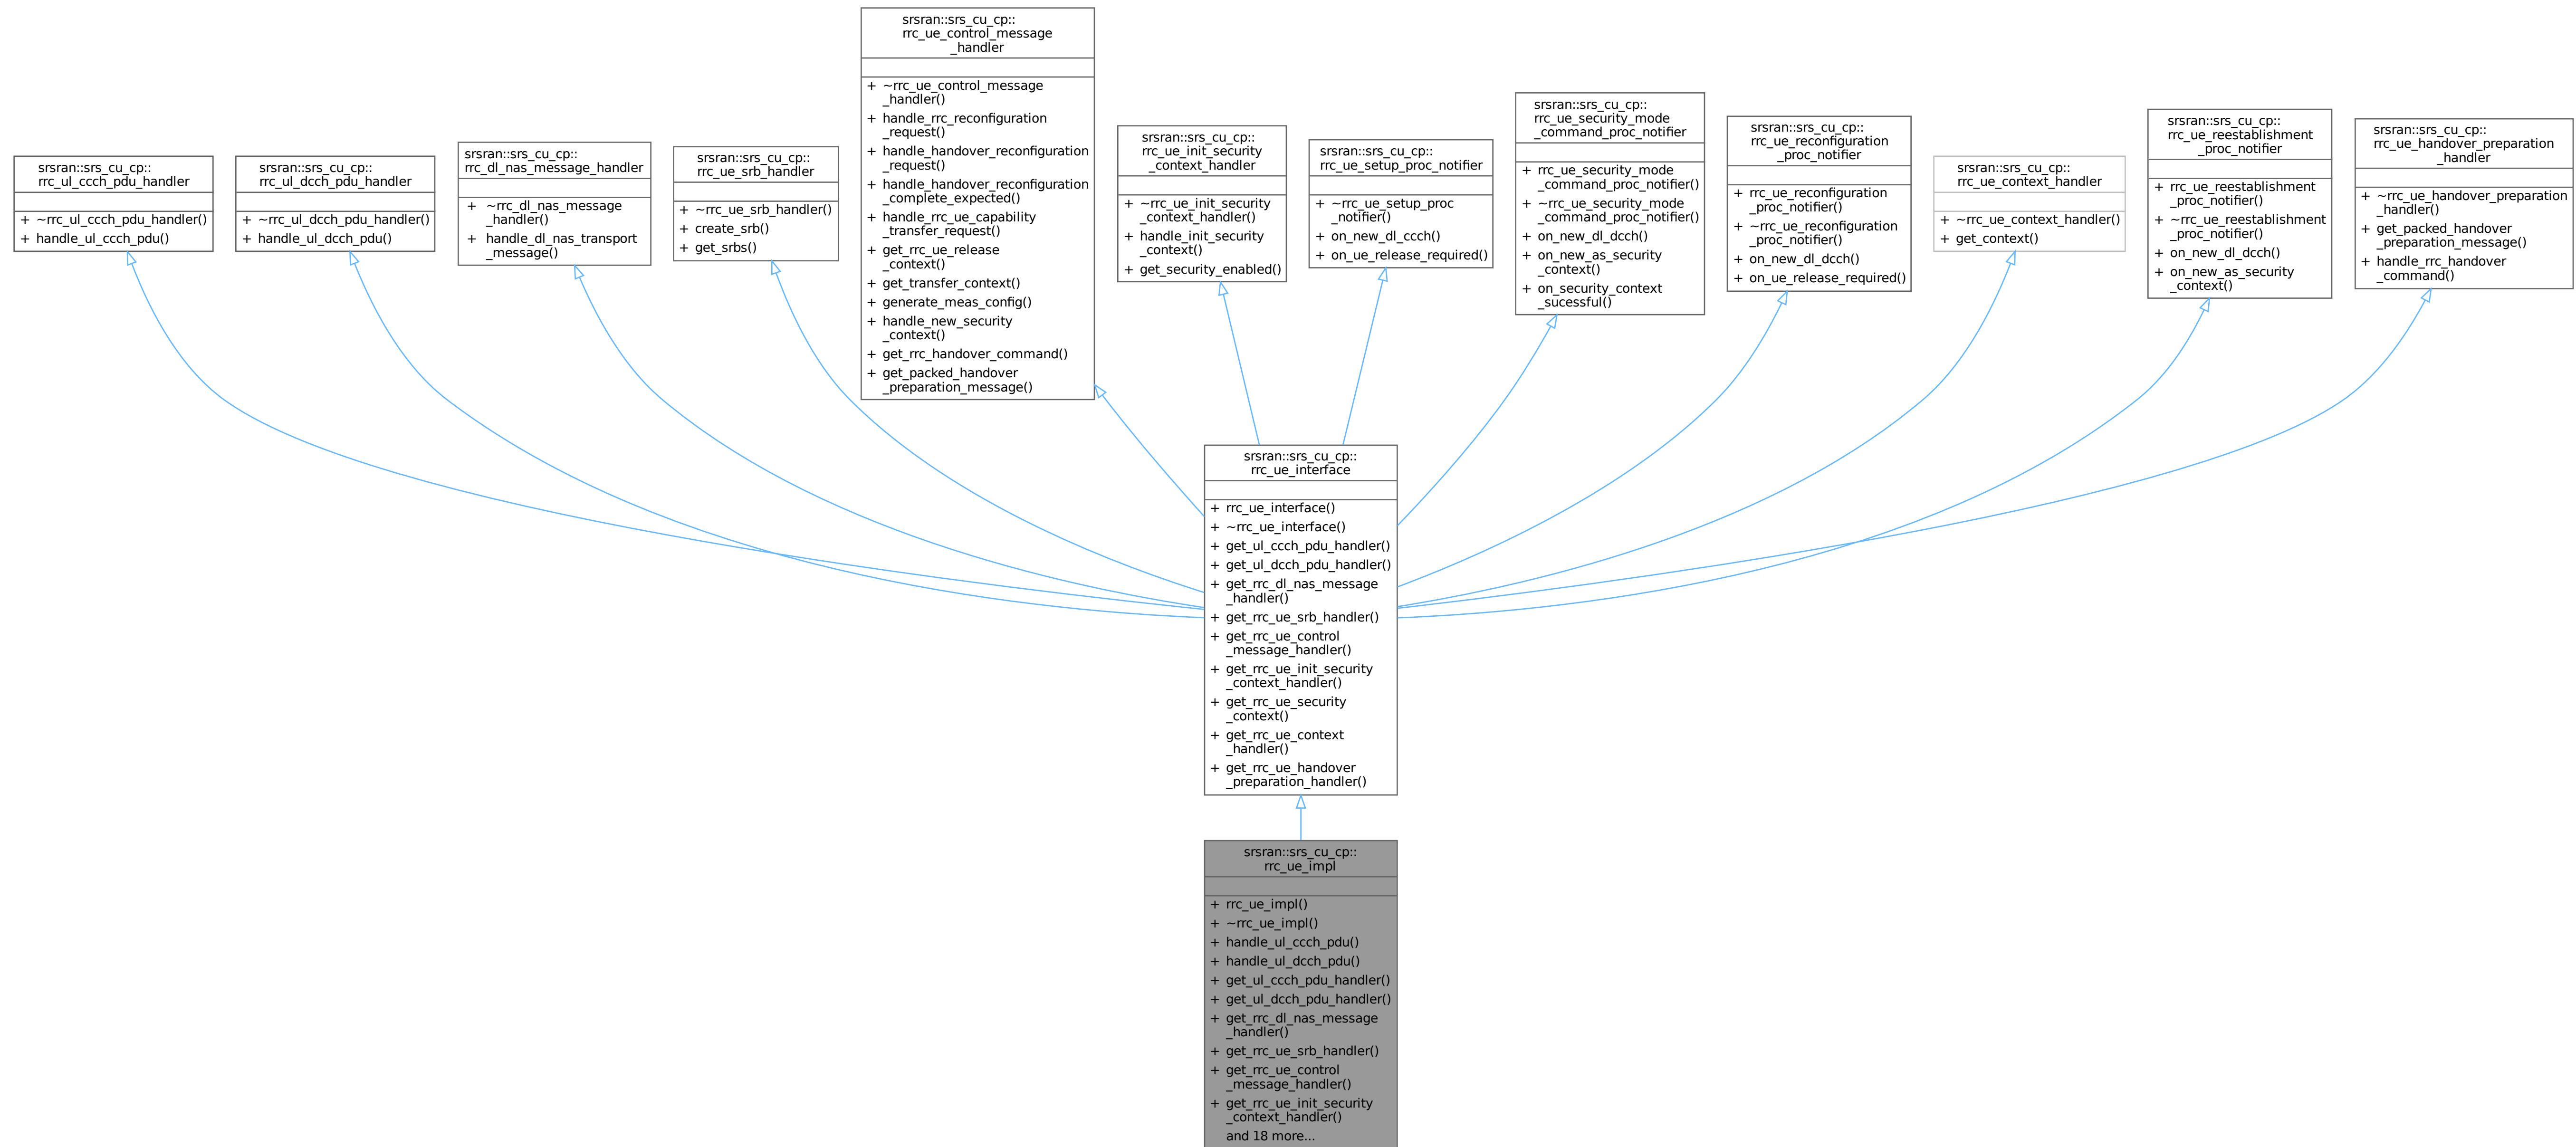 srsran::srs_cu_cp::
rrc_ul_ccch_pdu_handler
+ ~rrc_ul_ccch_pdu_handler()
+ handle_ul_ccch_pdu()
srsran::srs_cu_cp::
rrc_ul_dcch_pdu_handler
+ ~rrc_ul_dcch_pdu_handler()
+ handle_ul_dcch_pdu()
srsran::srs_cu_cp::
rrc_dl_nas_message_handler
+ ~rrc_dl_nas_message
_handler()
+ handle_dl_nas_transport
_message()
srsran::srs_cu_cp::
rrc_ue_srb_handler
+ ~rrc_ue_srb_handler()
+ create_srb()
+ get_srbs()
srsran::srs_cu_cp::
rrc_ue_control_message
_handler
+ ~rrc_ue_control_message
_handler()
+ handle_rrc_reconfiguration
_request()
+ handle_handover_reconfiguration
_request()
+ handle_handover_reconfiguration
_complete_expected()
+ handle_rrc_ue_capability
_transfer_request()
+ get_rrc_ue_release
_context()
+ get_transfer_context()
+ generate_meas_config()
+ handle_new_security
_context()
+ get_rrc_handover_command()
+ get_packed_handover
_preparation_message()
srsran::srs_cu_cp::
rrc_ue_init_security
_context_handler
+ ~rrc_ue_init_security
_context_handler()
+ handle_init_security
_context()
+ get_security_enabled()
srsran::srs_cu_cp::
rrc_ue_setup_proc_notifier
+ ~rrc_ue_setup_proc
_notifier()
+ on_new_dl_ccch()
+ on_ue_release_required()
srsran::srs_cu_cp::
rrc_ue_security_mode
_command_proc_notifier
+ rrc_ue_security_mode
_command_proc_notifier()
+ ~rrc_ue_security_mode
_command_proc_notifier()
+ on_new_dl_dcch()
+ on_new_as_security
_context()
+ on_security_context
_sucessful()
srsran::srs_cu_cp::
rrc_ue_reconfiguration
_proc_notifier
+ rrc_ue_reconfiguration
_proc_notifier()
+ ~rrc_ue_reconfiguration
_proc_notifier()
+ on_new_dl_dcch()
+ on_ue_release_required()
srsran::srs_cu_cp::
rrc_ue_context_handler
+ ~rrc_ue_context_handler()
+ get_context()
srsran::srs_cu_cp::
rrc_ue_reestablishment
_proc_notifier
+ rrc_ue_reestablishment
_proc_notifier()
+ ~rrc_ue_reestablishment
_proc_notifier()
+ on_new_dl_dcch()
+ on_new_as_security
_context()
srsran::srs_cu_cp::
rrc_ue_handover_preparation
_handler
+ ~rrc_ue_handover_preparation
_handler()
+ get_packed_handover
_preparation_message()
+ handle_rrc_handover
_command()
srsran::srs_cu_cp::
rrc_ue_interface
+ rrc_ue_interface()
+ ~rrc_ue_interface()
+ get_ul_ccch_pdu_handler()
+ get_ul_dcch_pdu_handler()
+ get_rrc_dl_nas_message
_handler()
+ get_rrc_ue_srb_handler()
+ get_rrc_ue_control
_message_handler()
+ get_rrc_ue_init_security
_context_handler()
+ get_rrc_ue_security
_context()
+ get_rrc_ue_context
_handler()
+ get_rrc_ue_handover
_preparation_handler()
srsran::srs_cu_cp::
rrc_ue_impl
+ rrc_ue_impl()
+ ~rrc_ue_impl()
+ handle_ul_ccch_pdu()
+ handle_ul_dcch_pdu()
+ get_ul_ccch_pdu_handler()
+ get_ul_dcch_pdu_handler()
+ get_rrc_dl_nas_message
_handler()
+ get_rrc_ue_srb_handler()
+ get_rrc_ue_control
_message_handler()
+ get_rrc_ue_init_security
_context_handler()
and 18 more...